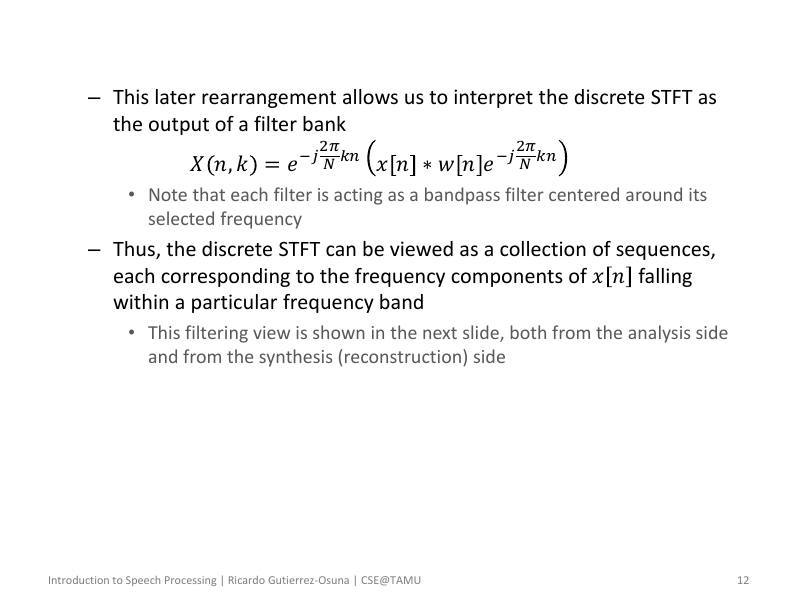 – This later rearrangement allows us to interpret the discrete STFT as
the output of a filter bank
𝑋(𝑛, 𝑘) = 𝑒^{−𝑗\frac{2𝜋}{𝑁}𝑘𝑛} (𝑥[𝑛] ∗ 𝑤[𝑛]𝑒^{−𝑗\frac{2𝜋}{𝑁}𝑘𝑛})
• Note that each filter is acting as a bandpass filter centered around its
selected frequency
– Thus, the discrete STFT can be viewed as a collection of sequences,
each corresponding to the frequency components of 𝑥[𝑛] falling
within a particular frequency band
• This filtering view is shown in the next slide, both from the analysis side
and from the synthesis (reconstruction) side
Introduction to Speech Processing | Ricardo Gutierrez-Osuna | CSE@TAMU 12